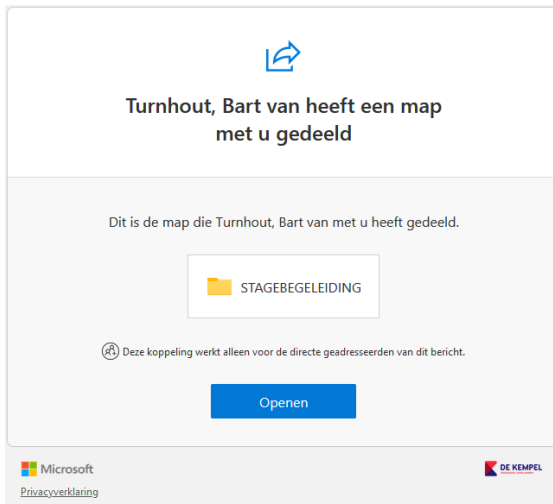 Turnhout, Bart van heeft een map
met u gedeeld
Dit is de map die Turnhout, Bart van met u heeft gedeeld.
STAGEBEGELEIDING
Deze koppeling werkt alleen voor de directe geadresseerden van dit bericht.
Openen
Microsoft
DE KEMPEL
Privacyverklaring